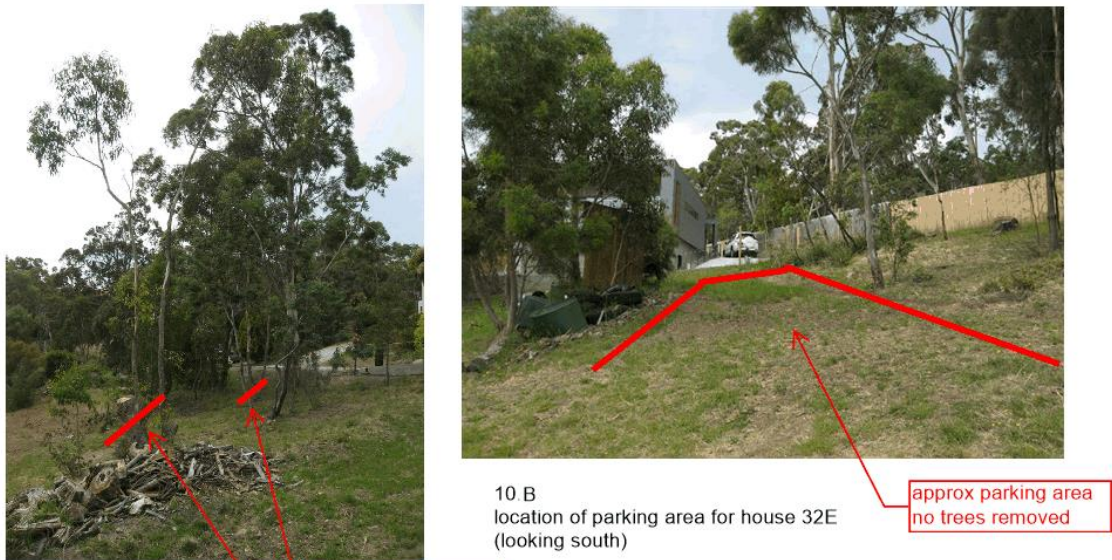 10.B
location of parking area for house 32E
(looking south)
approx parking area
no trees removed